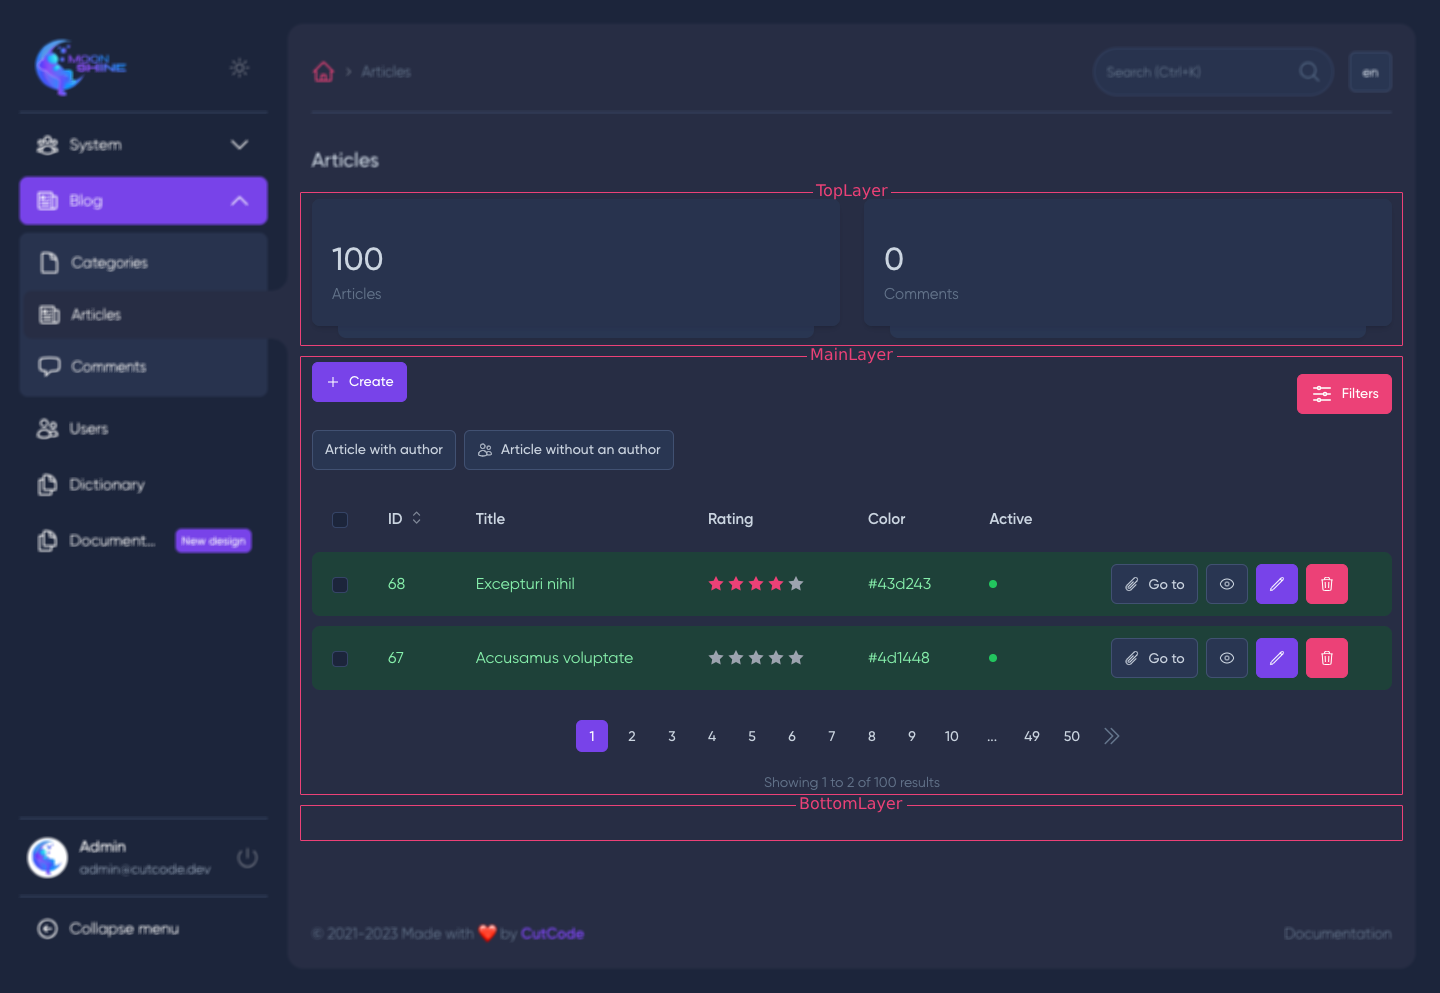 MOON
SHINE
Articles
Search (Ctrl+K)
en
System
Blog
Categories
Articles
Comments
Users
Dictionary
Document...
New design
Admin
admin@cutcode.dev
Collapse menu
Articles
TopLayer
100
Articles
0
Comments
MainLayer
Create
Filters
Article with author
Article without an author
ID Title Rating Color Active
68 Excepturi nihil #43d243 Go to
67 Accusamus voluptate #4d1448 Go to
1 2 3 4 5 6 7 8 9 10 ... 49 50
Showing 1 to 2 of 100 results
BottomLayer
© 2021-2023 Made with ❤️ by CutCode
Documentation